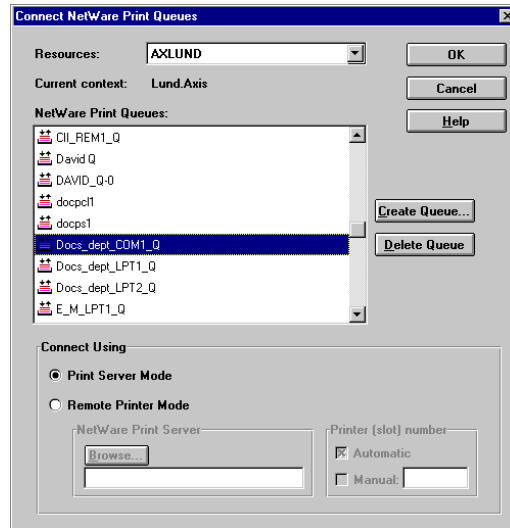 Connect NetWare Print Queues
Resources: AXLUND
OK
Current context: Lund.Axis
Cancel
NetWare Print Queues:
Help
CII_REM1_Q
David Q
DAVID_Q-0
docpcl1
docps1
Docs_dept_COM1_Q
Docs_dept_LPT1_Q
Docs_dept_LPT2_Q
E_M_LPT1_Q
Create Queue...
Delete Queue
Connect Using
Print Server Mode
Remote Printer Mode
NetWare Print Server
Browse...
Printer (slot) number
Automatic
Manual: